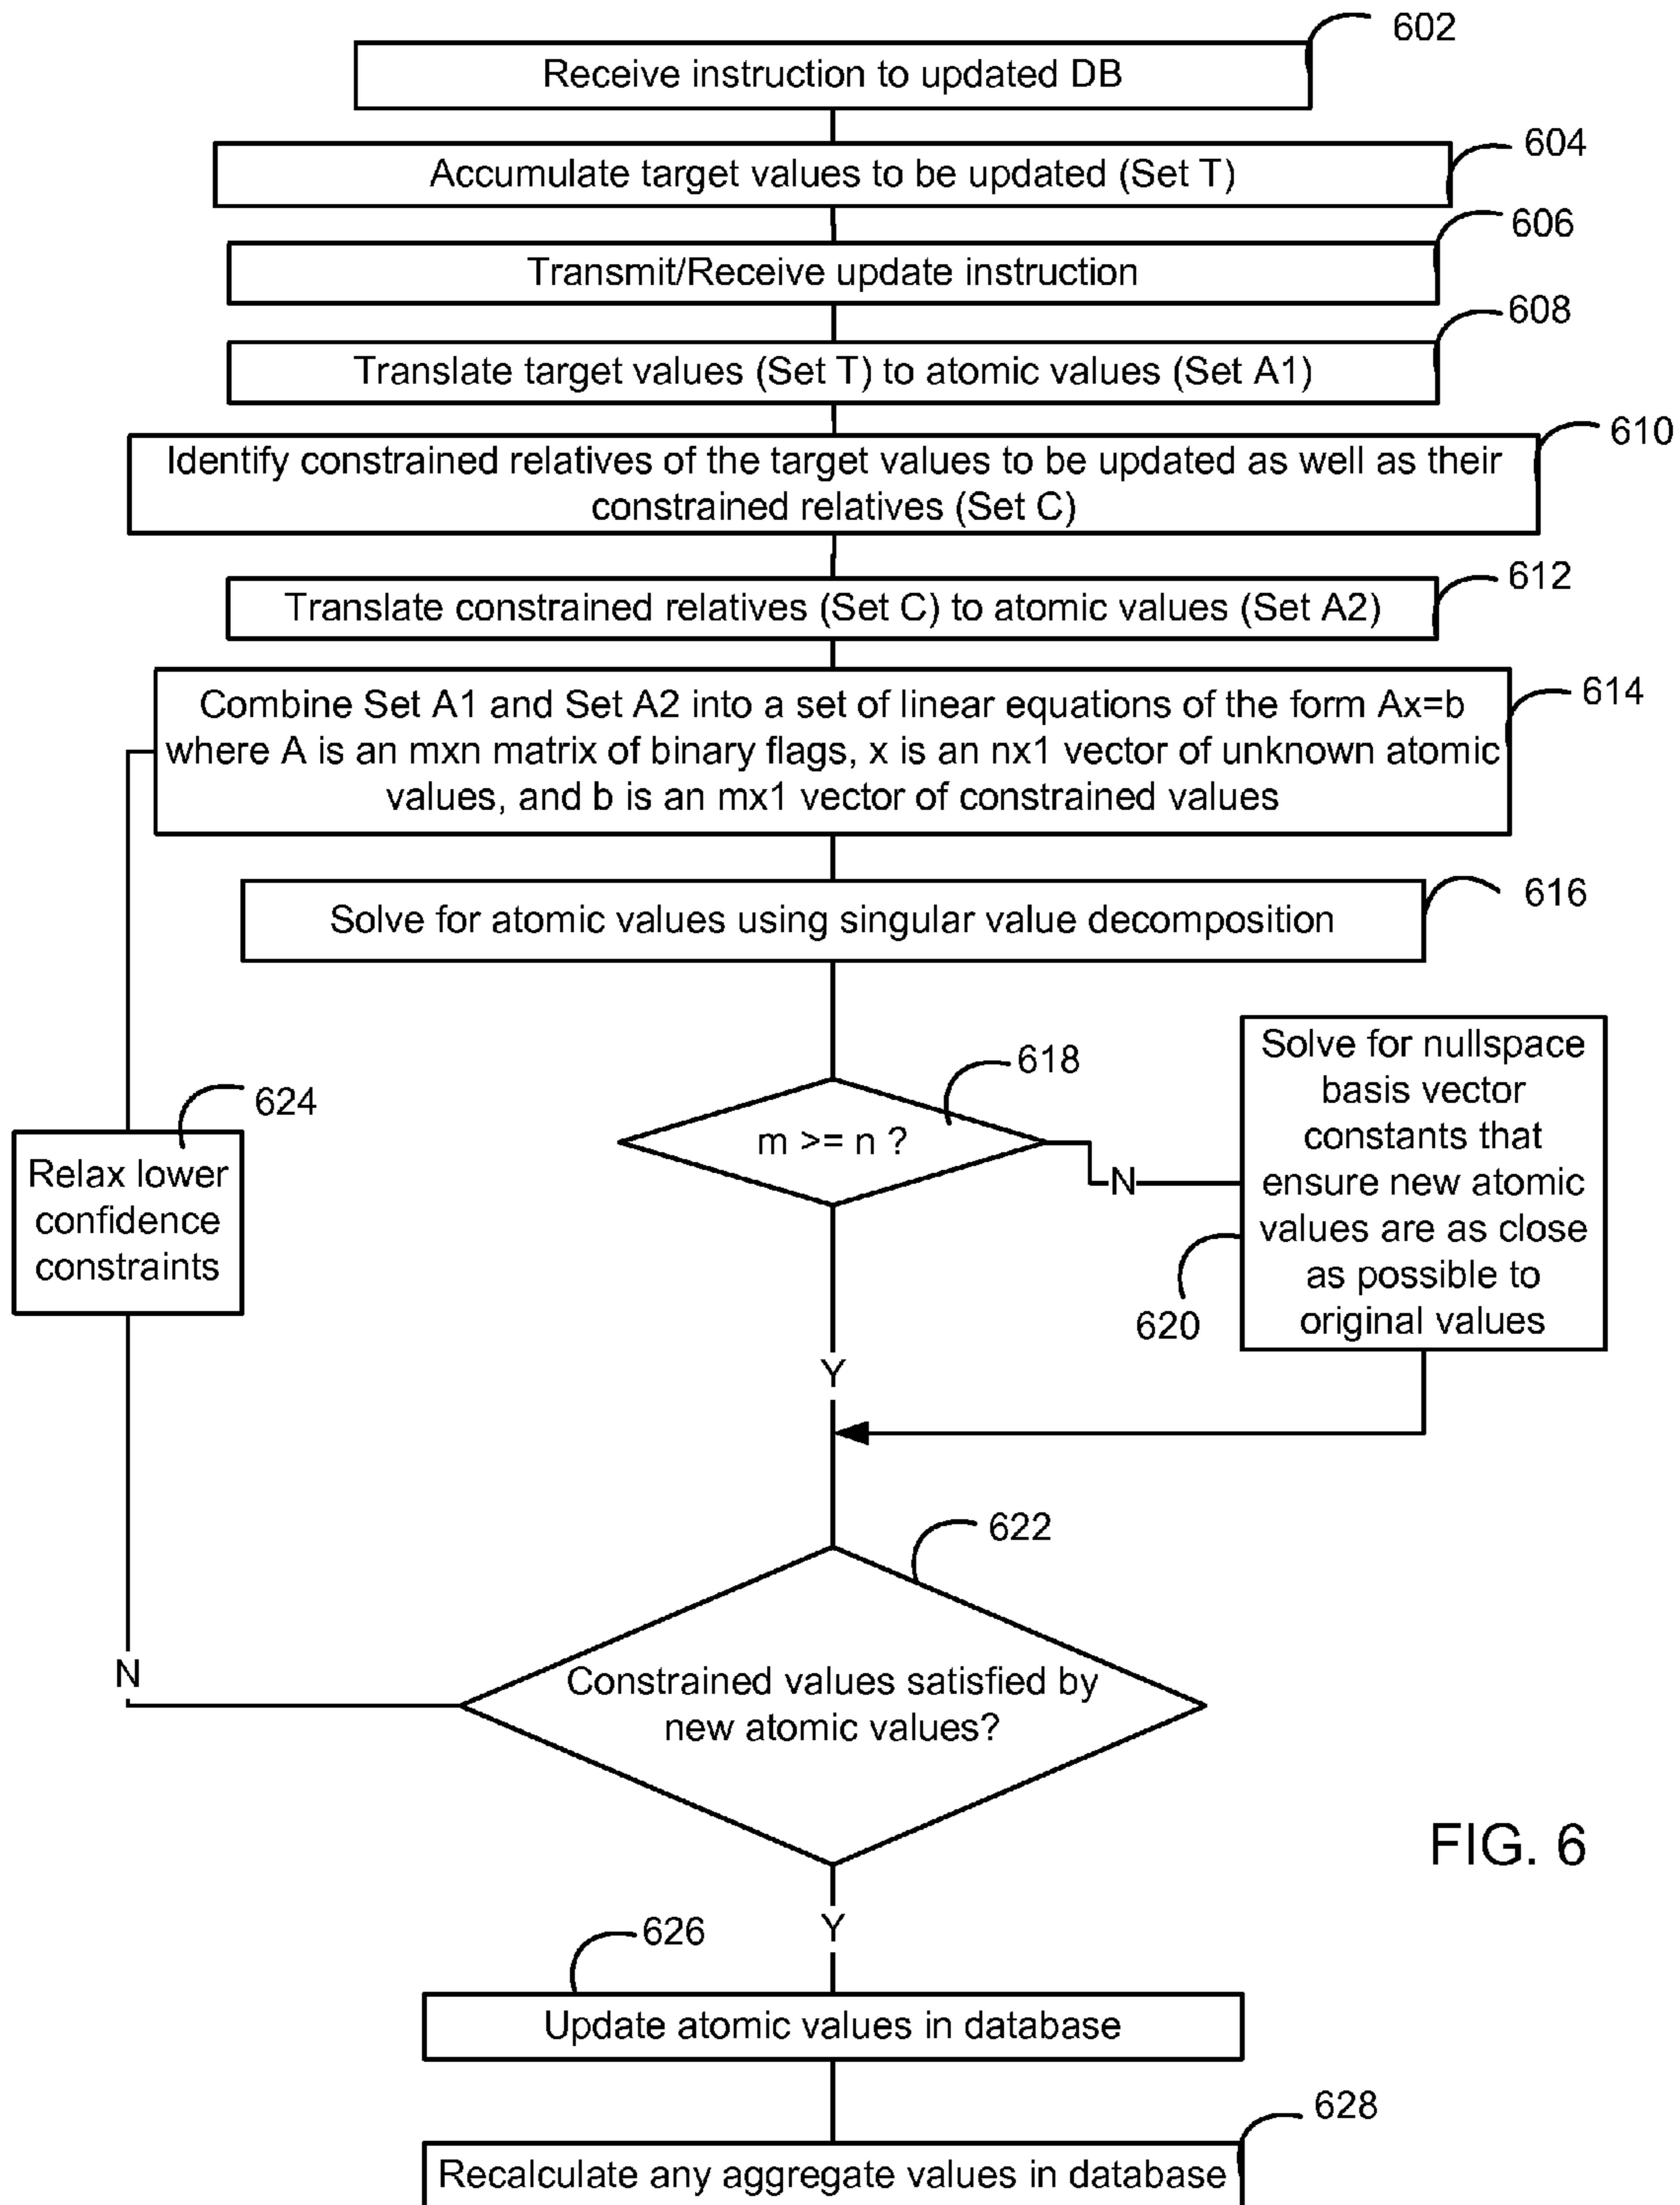 602
Receive instruction to updated DB
604
Accumulate target values to be updated (Set T)
606
Transmit/Receive update instruction
608
Translate target values (Set T) to atomic values (Set A1)
610
Identify constrained relatives of the target values to be updated as well as their
constrained relatives (Set C)
612
Translate constrained relatives (Set C) to atomic values (Set A2)
614
Combine Set A1 and Set A2 into a set of linear equations of the form Ax=b
where A is an mxn matrix of binary flags, x is an nx1 vector of unknown atomic
values, and b is an mx1 vector of constrained values
616
Solve for atomic values using singular value decomposition
618
m >= n ?
N
Y
Solve for nullspace
basis vector
constants that
ensure new atomic
values are as close
as possible to
original values
620
624
Relax lower
confidence
constraints
622
Constrained values satisfied by
new atomic values?
N
Y
FIG. 6
626
Update atomic values in database
628
Recalculate any aggregate values in database